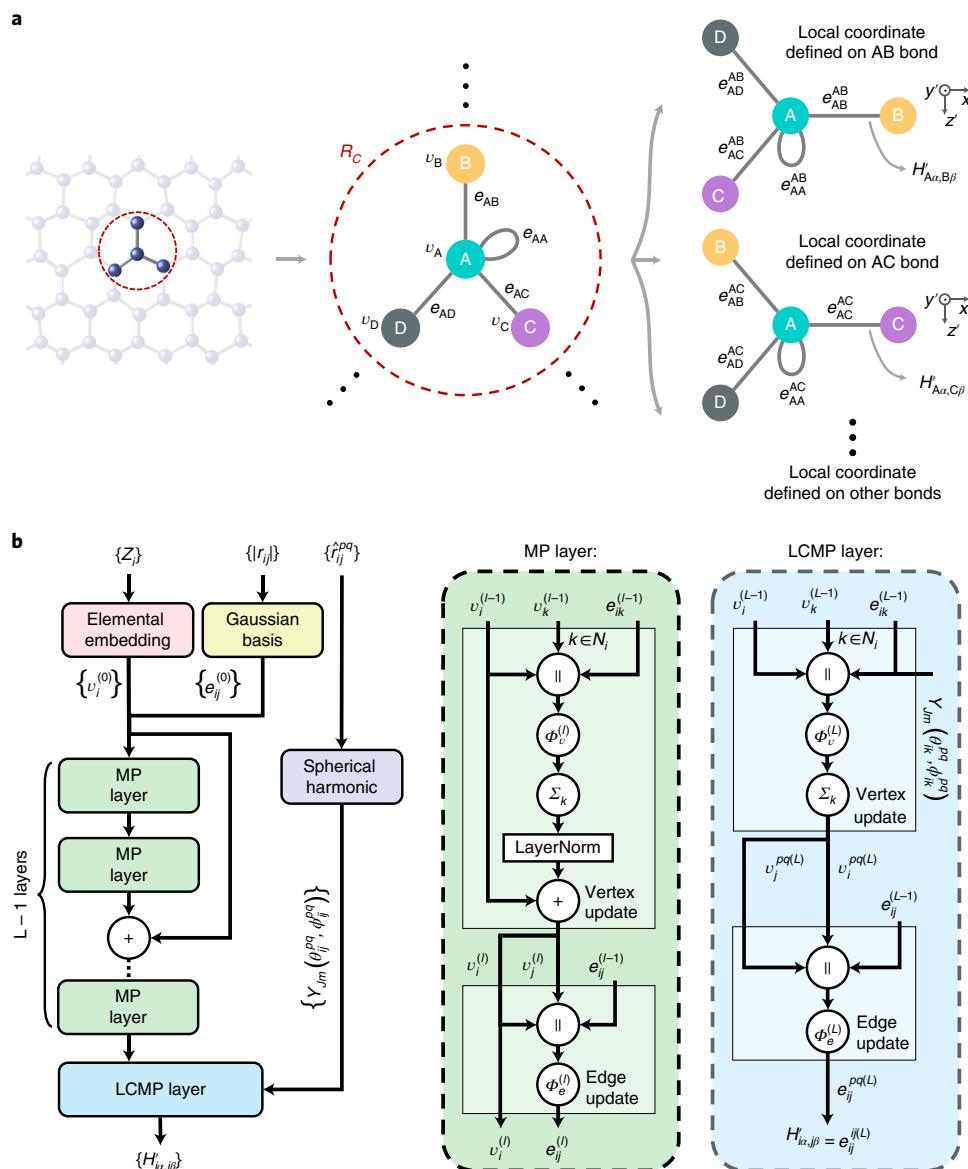 a
R_C
υ_B
B
e_AB
υ_A
A
e_AA
e_AD
e_AC
υ_D
D
υ_C
C
D
Local coordinate
defined on AB bond
e_AD^AB
A
e_AB^AB
B
y′
x′
z′
e_AC^AB
C
e_AA^AB
H′_Aα,Bβ
B
Local coordinate
defined on AC bond
e_AB^AC
A
e_AC^AC
C
y′
z′
e_AD^AC
D
e_AA^AC
H′_Aα,Cβ
Local coordinate
defined on other bonds
b
{Z_i}
{|r_ij|}
{r̂_ij^pq}
Elemental
embedding
Gaussian
basis
{υ_i^(0)}
{e_ij^(0)}
Spherical
harmonic
L – 1 layers
MP
layer
MP
layer
+
MP
layer
{Y_Jm(θ_ij^pq, ϕ_ij^pq)}
LCMP layer
{H′_iα,jβ}
MP layer:
υ_i^(l–1)
υ_k^(l–1)
e_ik^(l–1)
k∈N_i
||
Φ_υ^(l)
Σ_k
LayerNorm
+
Vertex
update
υ_i^(l)
υ_j^(l)
e_ij^(l–1)
||
Φ_e^(l)
Edge
update
υ_i^(l)
e_ij^(l)
LCMP layer:
υ_i^(L–1)
υ_k^(L–1)
e_ik^(L–1)
k∈N_i
||
Y_Jm(θ_ik^pq, ϕ_ik^pq)
Φ_υ^(L)
Σ_k
Vertex
update
υ_j^pq(L)
υ_i^pq(L)
e_ij^(L–1)
||
Φ_e^(L)
Edge
update
e_ij^pq(L)
H′_iα,jβ = e_ij^ij(L)